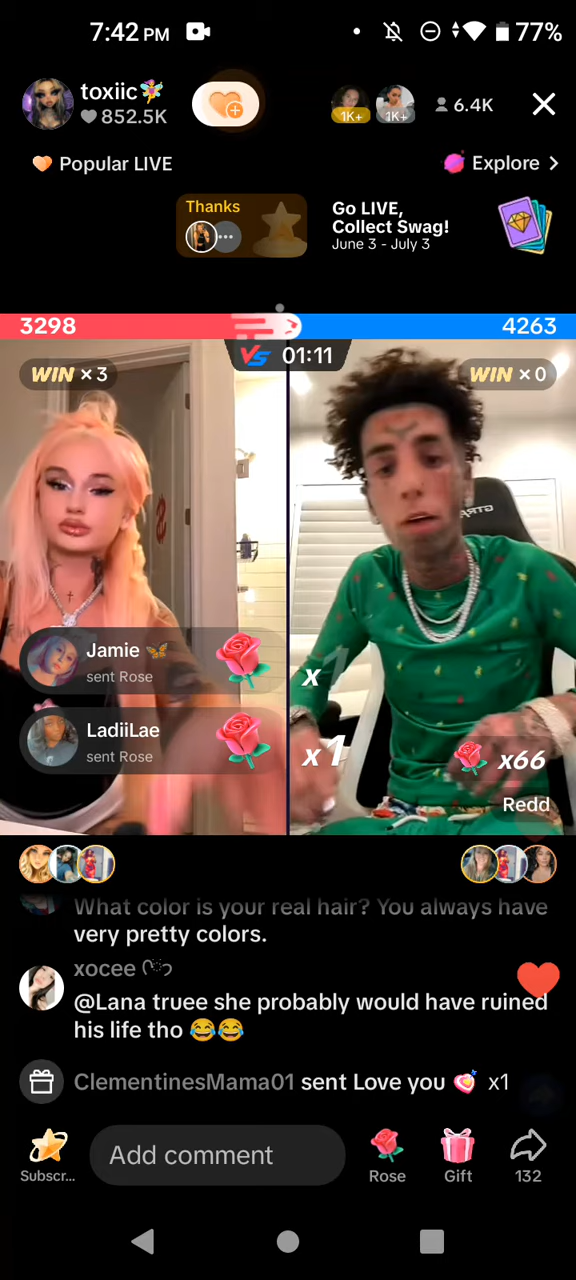 7:42 PM
77%
toxiic🧚‍♀️
852.5K
1K+
1K+
6.4K
Popular LIVE
Explore >
Thanks
Go LIVE,
Collect Swag!
June 3 - July 3
3298
4263
VS 01:11
WIN × 3
WIN × 0
Jamie 🦋
sent Rose
x1
LadiiLae
sent Rose
x1
x66
Redd
What color is your real hair? You always have
very pretty colors.
xocee
@Lana truee she probably would have ruined
his life tho 😂😂
ClementinesMama01 sent Love you x1
Subscr...
Add comment
Rose
Gift
132